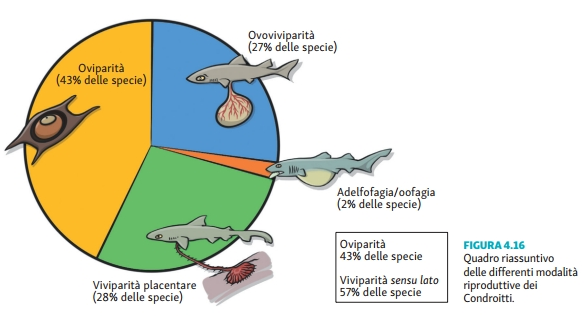 Ovoviviparità
(27% delle specie)
Oviparità
(43% delle specie)
Adelfofagia/oofagia
(2% delle specie)
Viviparità placentare
(28% delle specie)
Oviparità
43% delle specie
Viviparità sensu lato
57% delle specie
FIGURA 4.16
Quadro riassuntivo
delle differenti modalità
riproduttive dei
Condroitti.